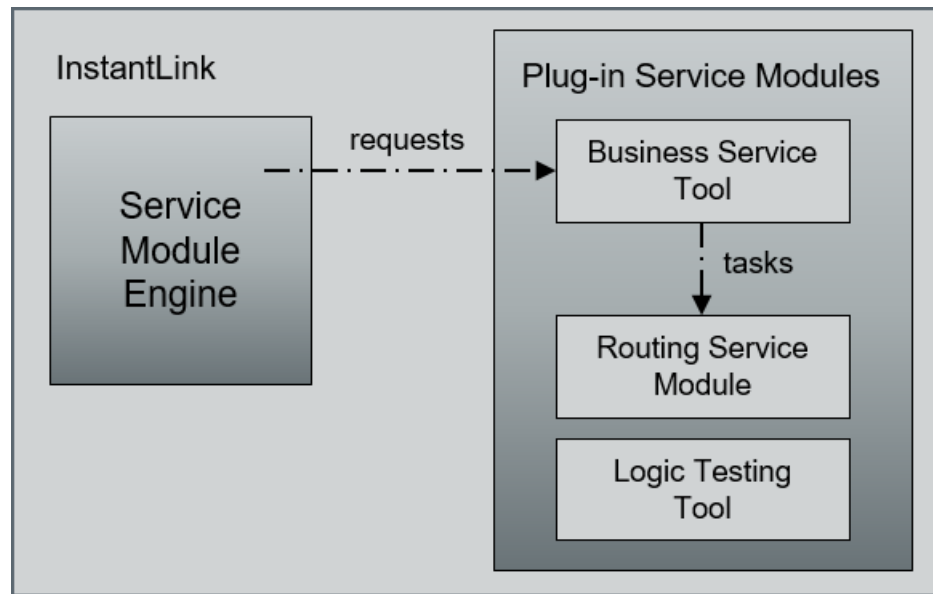 InstantLink
Service
Module
Engine
requests
Plug-in Service Modules
Business Service
Tool
tasks
Routing Service
Module
Logic Testing
Tool